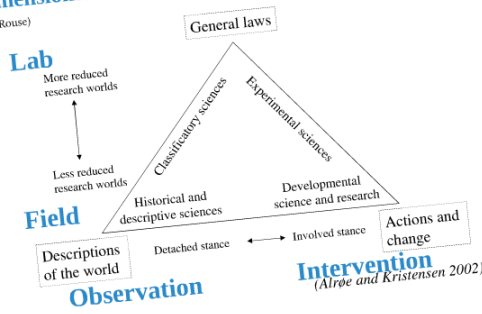 (Rouse)
General laws
Lab
More reduced
research worlds
Classificatory sciences
Experimental sciences
Less reduced
research worlds
Historical and
descriptive sciences
Developmental
science and research
Field
Descriptions
of the world
Detached stance
Involved stance
Actions and
change
Observation
Intervention
(Alrøe and Kristensen 2002)